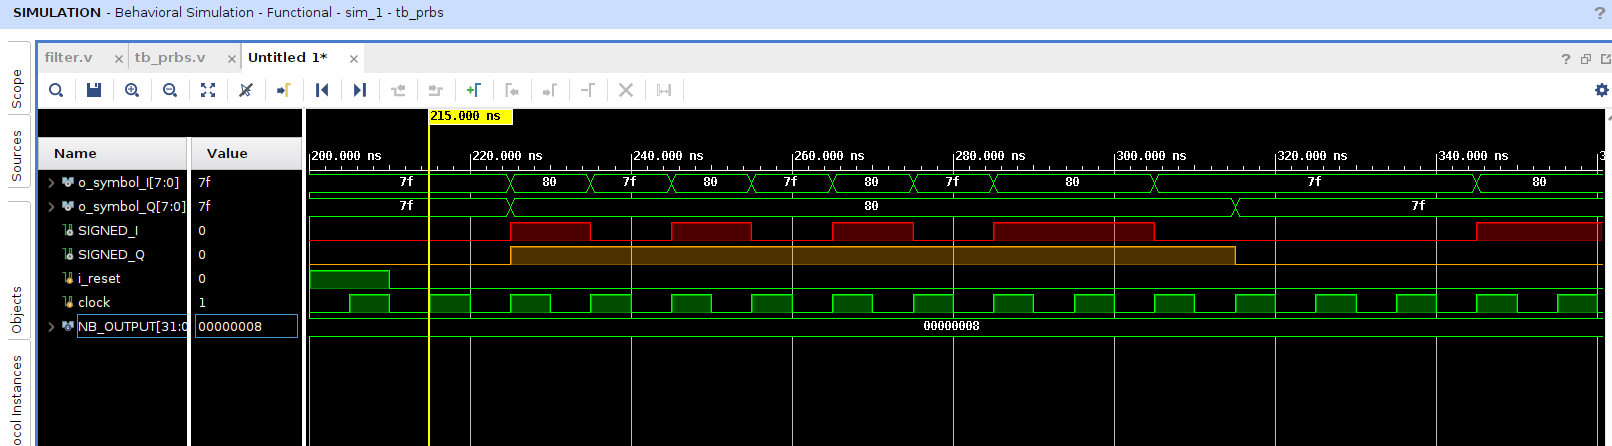 SIMULATION - Behavioral Simulation - Functional - sim_1 - tb_prbs ?
filter.v × tb_prbs.v × Untitled 1* × ?
Scope
Sources
Objects
ocol Instances
215.000 ns
Name Value
200.000 ns 220.000 ns 240.000 ns 260.000 ns 280.000 ns 300.000 ns 320.000 ns 340.000 ns 3
o_symbol_I[7:0] 7f 7f 80 7f 80 7f 80 7f 80 7f 80
o_symbol_Q[7:0] 7f 7f 80 7f
SIGNED_I 0
SIGNED_Q 0
i_reset 0
clock 1
NB_OUTPUT[31:0 00000008 00000008